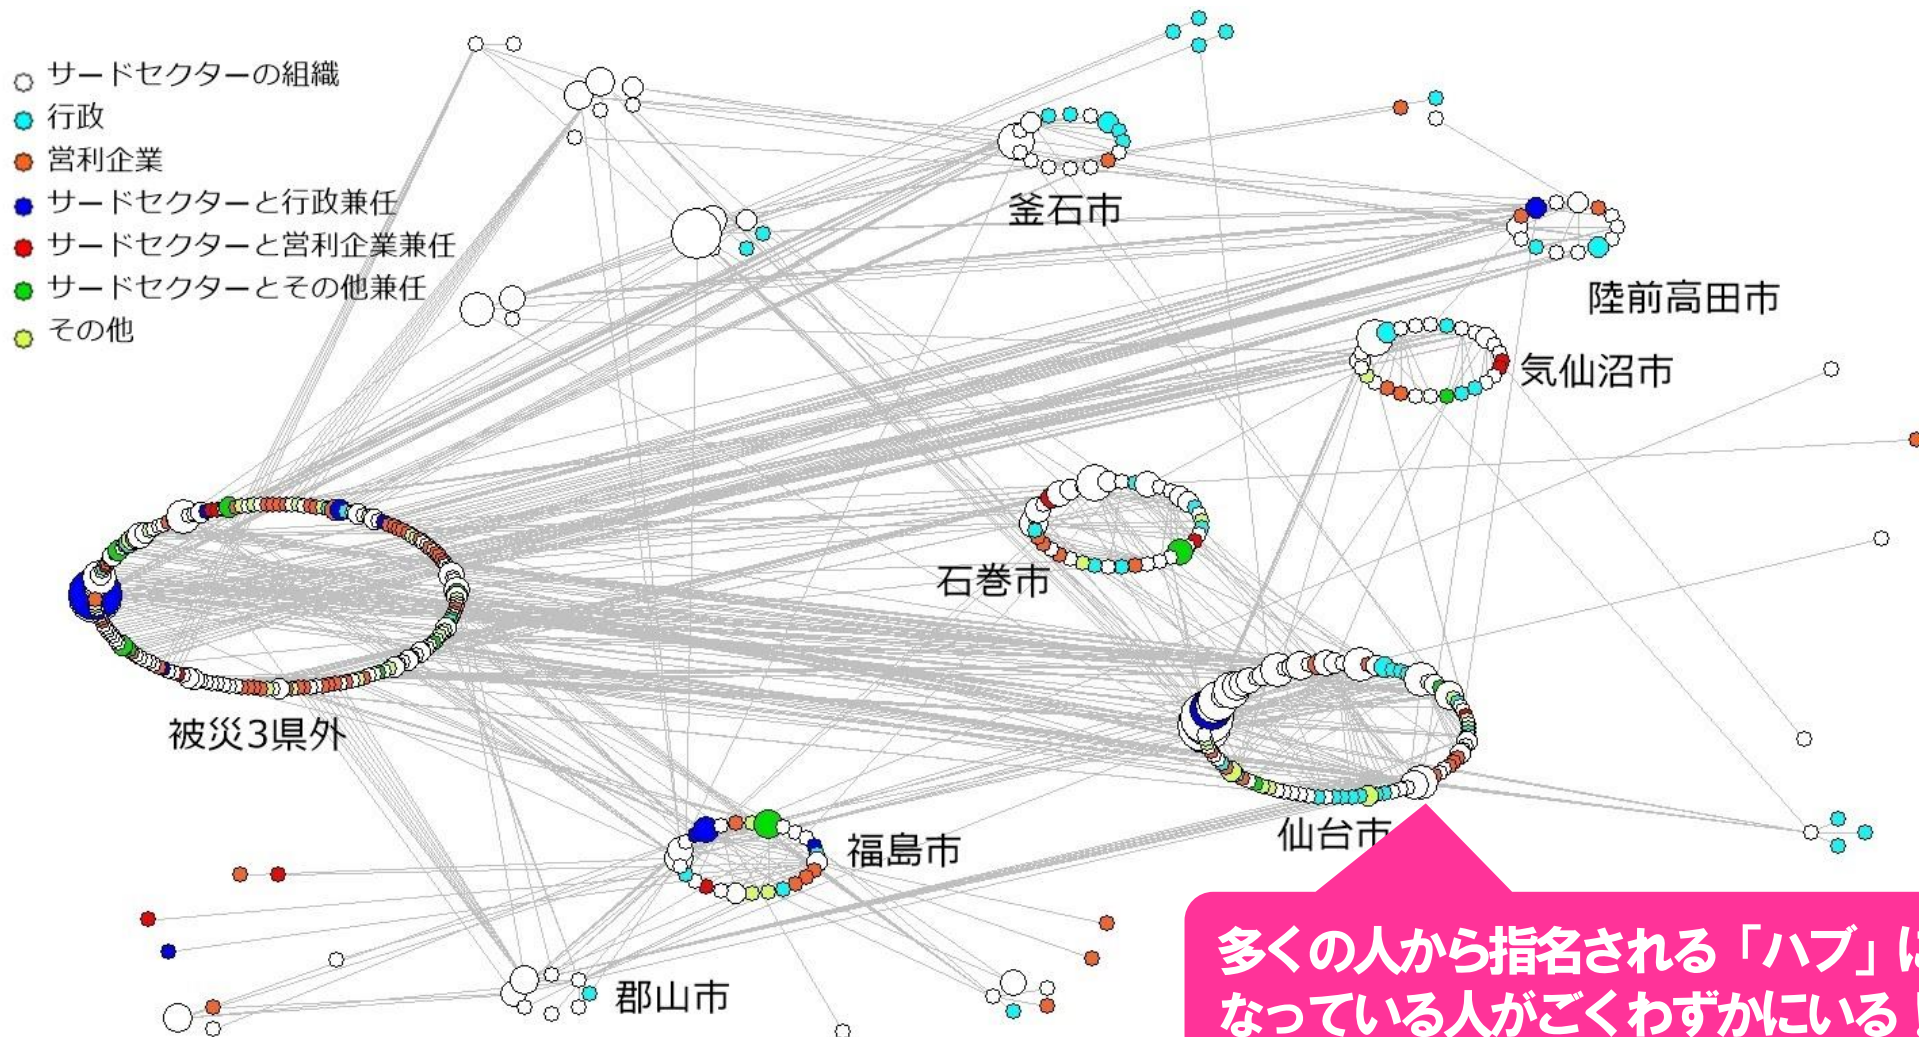 サードセクターの組織
行政
営利企業
サードセクターと行政兼任
サードセクターと営利企業兼任
サードセクターとその他兼任
その他
釜石市
陸前高田市
気仙沼市
石巻市
被災3県外
仙台市
福島市
郡山市
多くの人から指名される「ハブ」に
なっている人がごくわずかにいる！